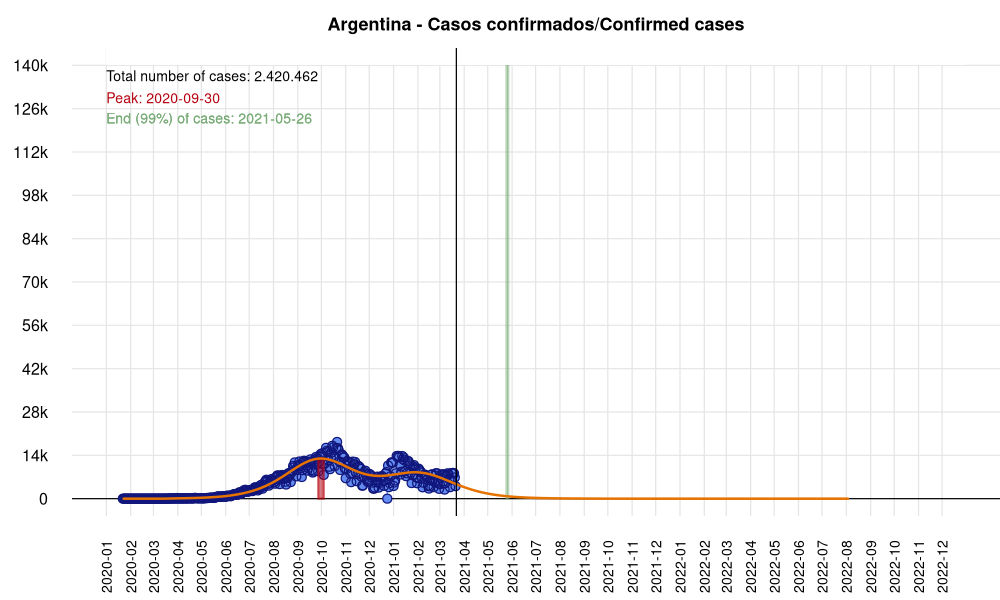 Argentina - Casos confirmados/Confirmed cases
Total number of cases: 2.420.462
Peak: 2020-09-30
End (99%) of cases: 2021-05-26
140k
126k
112k
98k
84k
70k
56k
42k
28k
14k
0
2020-01
2020-02
2020-03
2020-04
2020-05
2020-06
2020-07
2020-08
2020-09
2020-10
2020-11
2020-12
2021-01
2021-02
2021-03
2021-04
2021-05
2021-06
2021-07
2021-08
2021-09
2021-10
2021-11
2021-12
2022-01
2022-02
2022-03
2022-04
2022-05
2022-06
2022-07
2022-08
2022-09
2022-10
2022-11
2022-12